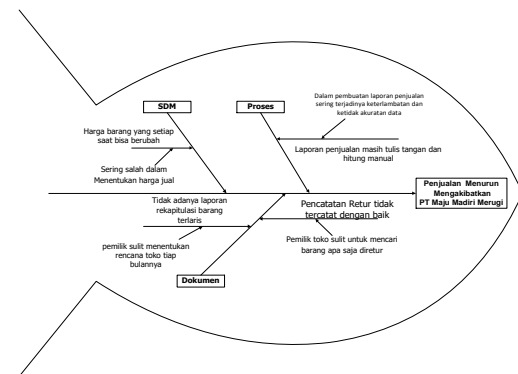 Dalam pembuatan laporan penjualan
sering terjadinya keterlambatan dan
ketidak akuratan data
SDM
Proses
Harga barang yang setiap
saat bisa berubah
Laporan penjualan masih tulis tangan dan
hitung manual
Sering salah dalam
Menentukan harga jual
Penjualan Menurun
Mengakibatkan
PT Maju Madiri Merugi
Tidak adanya laporan
rekapitulasi barang
terlaris
Pencatatan Retur tidak
tercatat dengan baik
pemilik sulit menentukan
rencana toko tiap
bulannya
Pemilik toko sulit untuk mencari
barang apa saja diretur
Dokumen